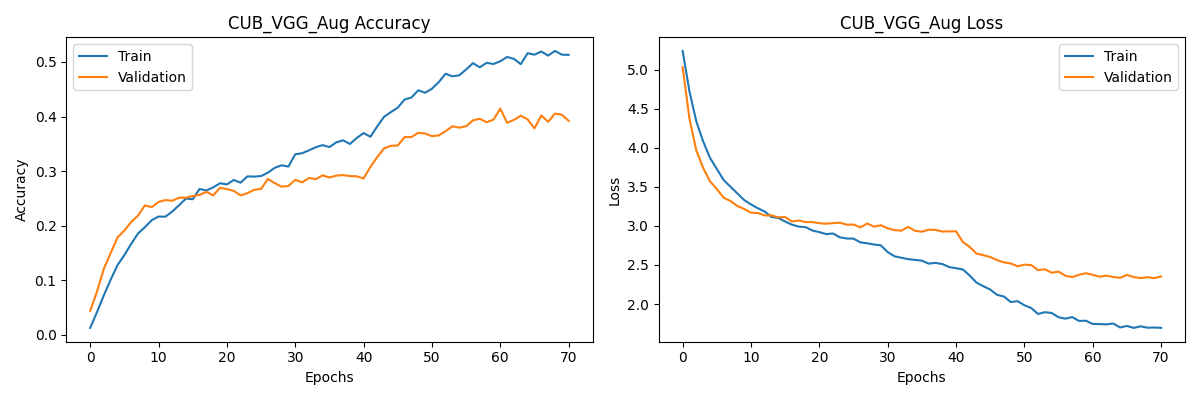 CUB_VGG_Aug Accuracy
Train
Validation
Accuracy
0.5
0.4
0.3
0.2
0.1
0.0
0 10 20 30 40 50 60 70
Epochs
CUB_VGG_Aug Loss
Train
Validation
Loss
5.0
4.5
4.0
3.5
3.0
2.5
2.0
0 10 20 30 40 50 60 70
Epochs